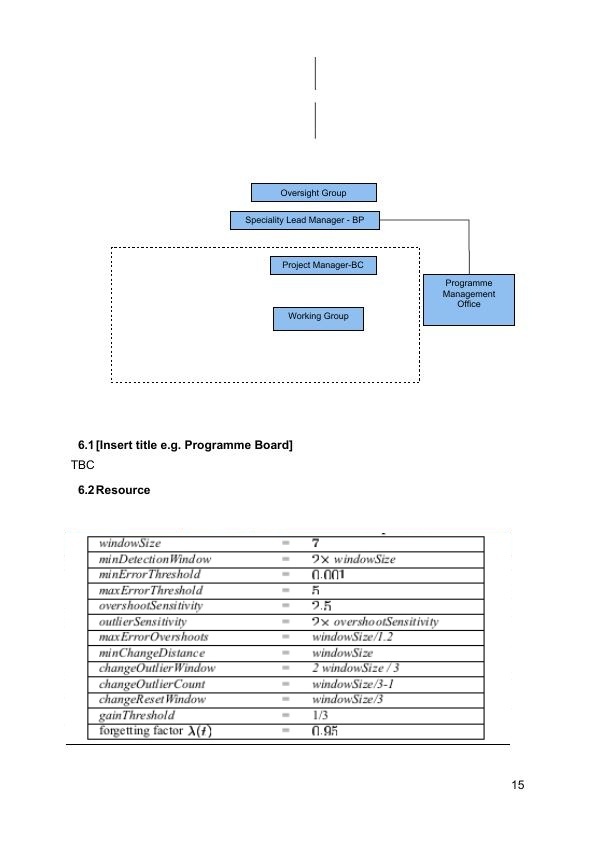 Oversight Group
Speciality Lead Manager - BP
Project Manager-BC
Programme
Management
Office
Working Group
6.1 [Insert title e.g. Programme Board]
TBC
6.2 Resource
windowSize = 7
minDetectionWindow = 2× windowSize
minErrorThreshold = 0.001
maxErrorThreshold = 5
overshootSensitivity = 2.5
outlierSensitivity = 2× overshootSensitivity
maxErrorOvershoots = windowSize/1.2
minChangeDistance = windowSize
changeOutlierWindow = 2 windowSize / 3
changeOutlierCount = windowSize/3-1
changeResetWindow = windowSize/3
gainThreshold = 1/3
forgetting factor λ(t) = 0.95
15